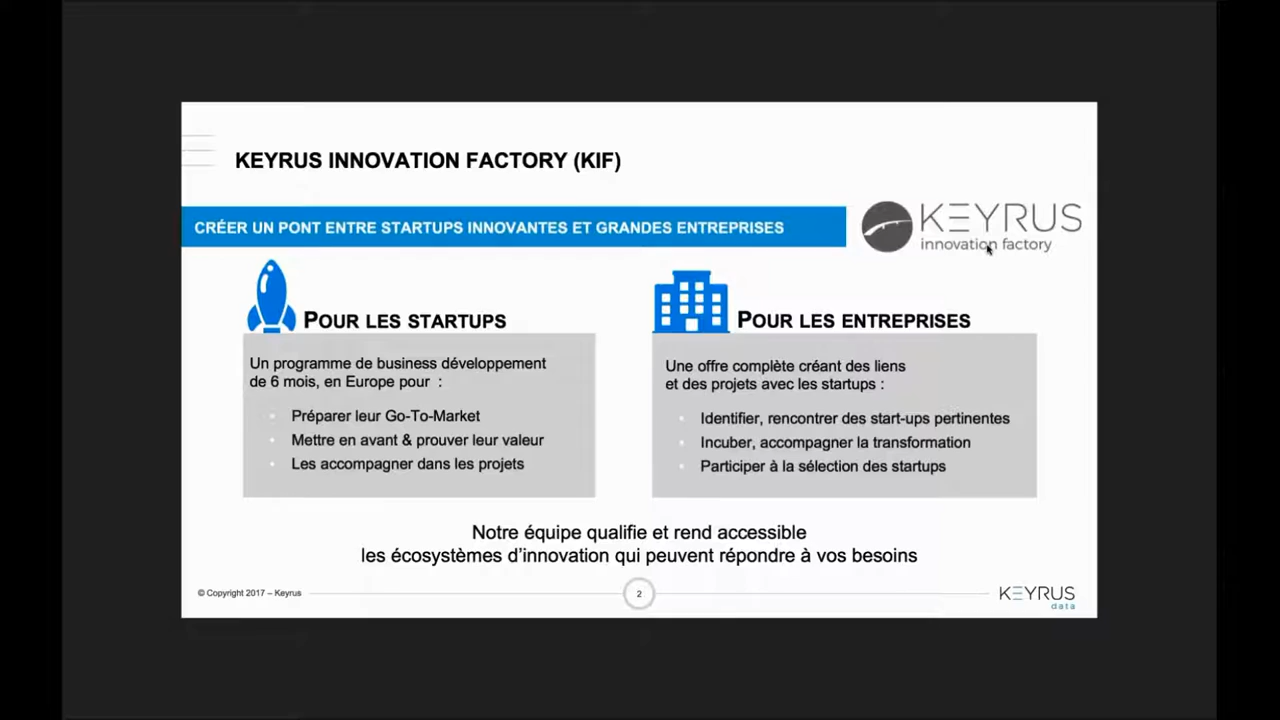 KEYRUS INNOVATION FACTORY (KIF)
CRÉER UN PONT ENTRE STARTUPS INNOVANTES ET GRANDES ENTREPRISES
KEYRUS
innovation factory
POUR LES STARTUPS
Un programme de business développement
de 6 mois, en Europe pour :
Préparer leur Go-To-Market
Mettre en avant & prouver leur valeur
Les accompagner dans les projets
POUR LES ENTREPRISES
Une offre complète créant des liens
et des projets avec les startups :
Identifier, rencontrer des start-ups pertinentes
Incuber, accompagner la transformation
Participer à la sélection des startups
Notre équipe qualifie et rend accessible
les écosystèmes d’innovation qui peuvent répondre à vos besoins
© Copyright 2017 – Keyrus
2
KEYRUS
data